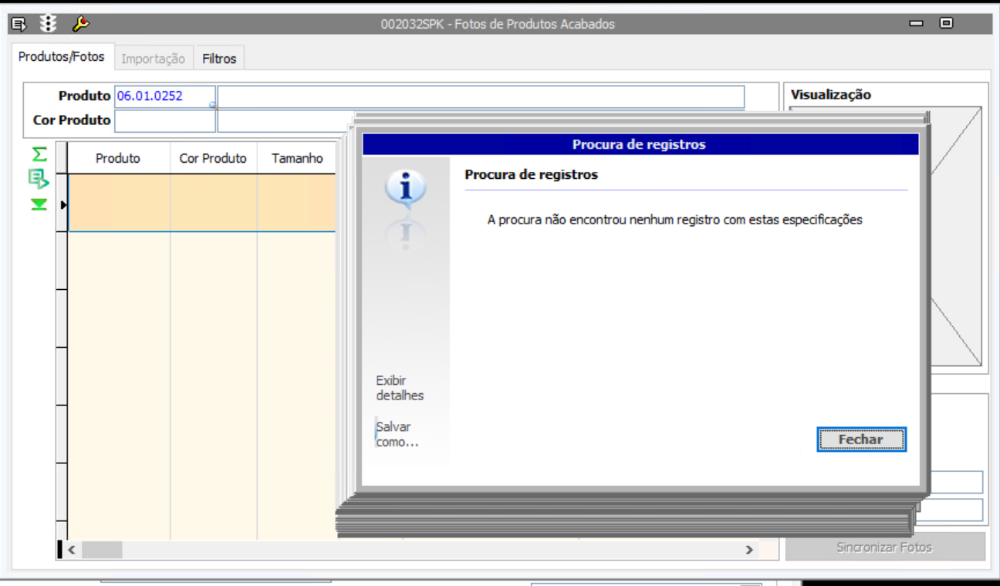 002032SPK - Fotos de Produtos Acabados
Produtos/Fotos Importação Filtros
Produto 06.01.0252
Visualização
Cor Produto
Procura de registros
Produto Cor Produto Tamanho
Procura de registros
A procura não encontrou nenhum registro com estas especificações
Exibir
detalhes
Salvar
como...
Fechar
Sincronizar Fotos